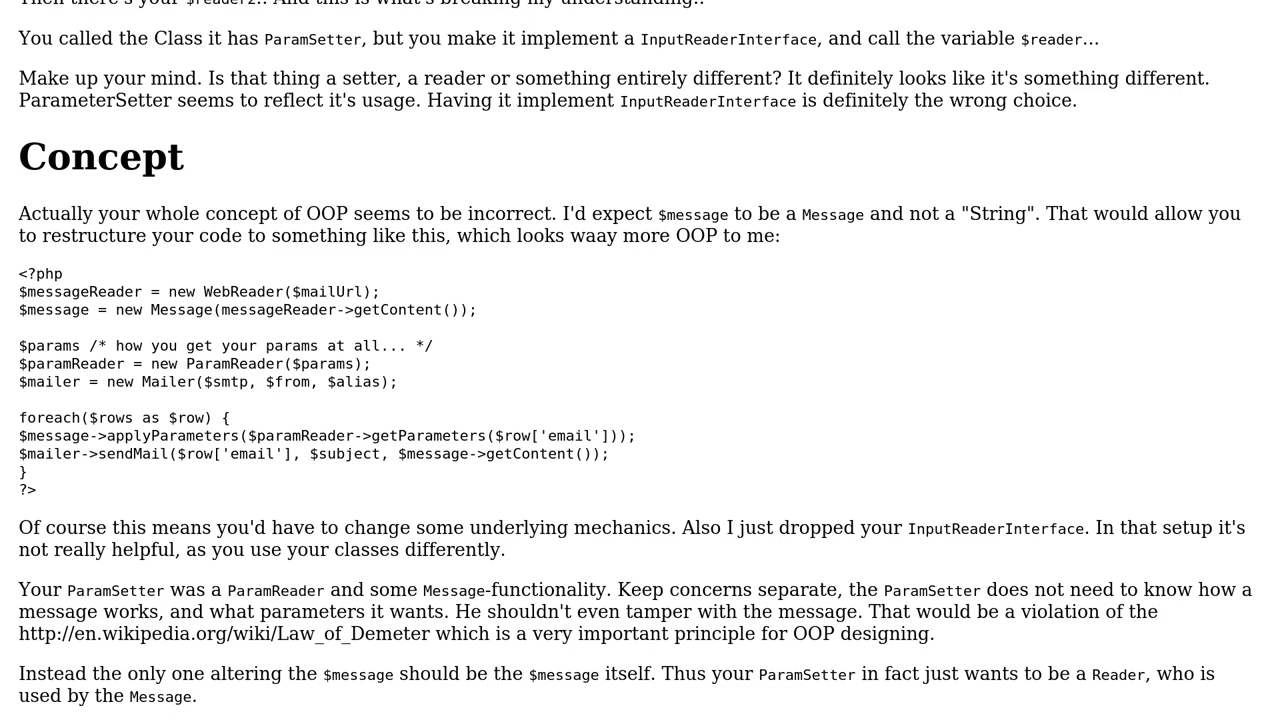 Then there's your $reader2.. And this is what's breaking my understanding..
You called the Class it has ParamSetter, but you make it implement a InputReaderInterface, and call the variable $reader...
Make up your mind. Is that thing a setter, a reader or something entirely different? It definitely looks like it's something different.
ParameterSetter seems to reflect it's usage. Having it implement InputReaderInterface is definitely the wrong choice.
Concept
Actually your whole concept of OOP seems to be incorrect. I'd expect $message to be a Message and not a "String". That would allow you
to restructure your code to something like this, which looks waay more OOP to me:
<?php
$messageReader = new WebReader($mailUrl);
$message = new Message(messageReader->getContent());
$params /* how you get your params at all... */
$paramReader = new ParamReader($params);
$mailer = new Mailer($smtp, $from, $alias);
foreach($rows as $row) {
$message->applyParameters($paramReader->getParameters($row['email']));
$mailer->sendMail($row['email'], $subject, $message->getContent());
}
?>
Of course this means you'd have to change some underlying mechanics. Also I just dropped your InputReaderInterface. In that setup it's
not really helpful, as you use your classes differently.
Your ParamSetter was a ParamReader and some Message-functionality. Keep concerns separate, the ParamSetter does not need to know how a
message works, and what parameters it wants. He shouldn't even tamper with the message. That would be a violation of the
http://en.wikipedia.org/wiki/Law_of_Demeter which is a very important principle for OOP designing.
Instead the only one altering the $message should be the $message itself. Thus your ParamSetter in fact just wants to be a Reader, who is
used by the Message.